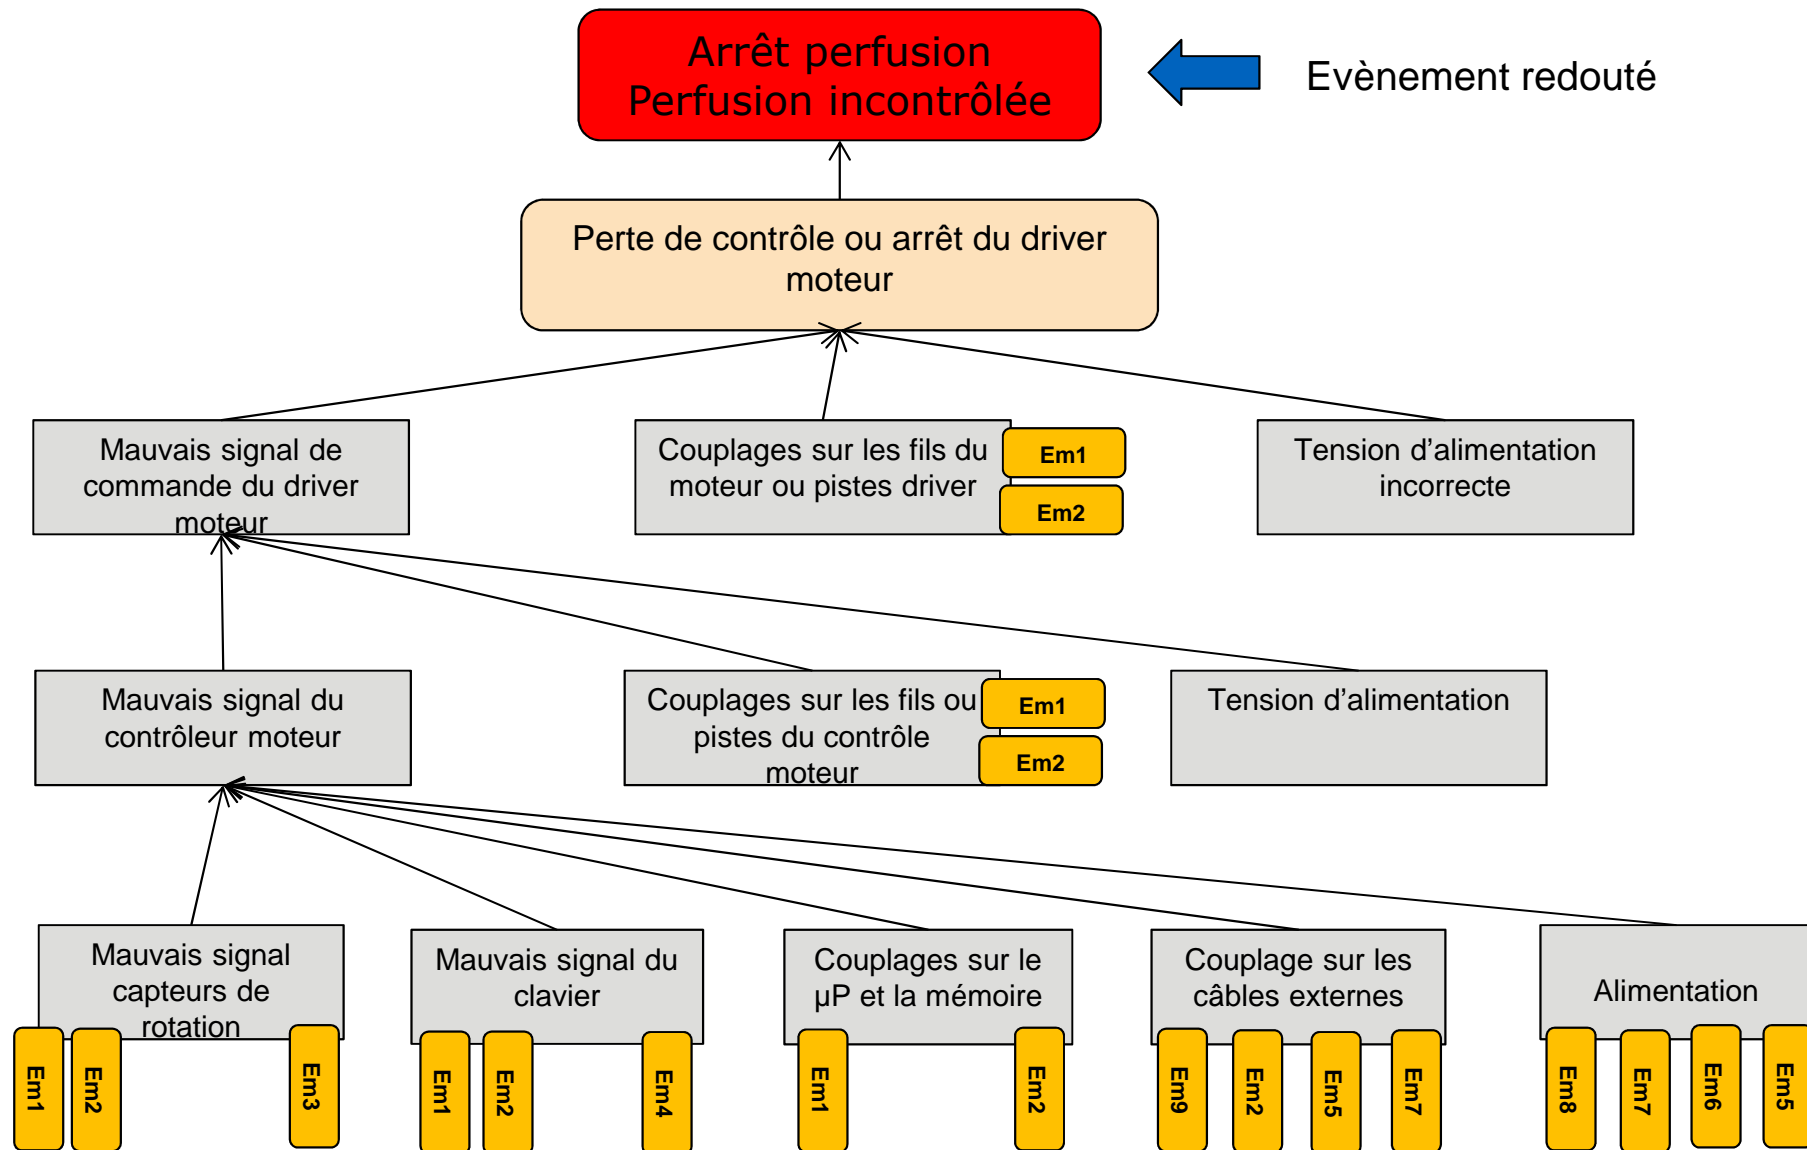 Arrêt perfusion
Perfusion incontrôlée
Evènement redouté
Perte de contrôle ou arrêt du driver
moteur
Mauvais signal de
commande du driver
moteur
Couplages sur les fils du
moteur ou pistes driver
Em1
Em2
Tension d’alimentation
incorrecte
Mauvais signal du
contrôleur moteur
Couplages sur les fils ou
pistes du contrôle
moteur
Em1
Em2
Tension d’alimentation
Mauvais signal
capteurs de
rotation
Em1
Em2
Em3
Mauvais signal du
clavier
Em1
Em2
Em4
Couplages sur le
µP et la mémoire
Em1
Em2
Couplage sur les
câbles externes
Em9
Em2
Em5
Em7
Alimentation
Em8
Em7
Em6
Em5